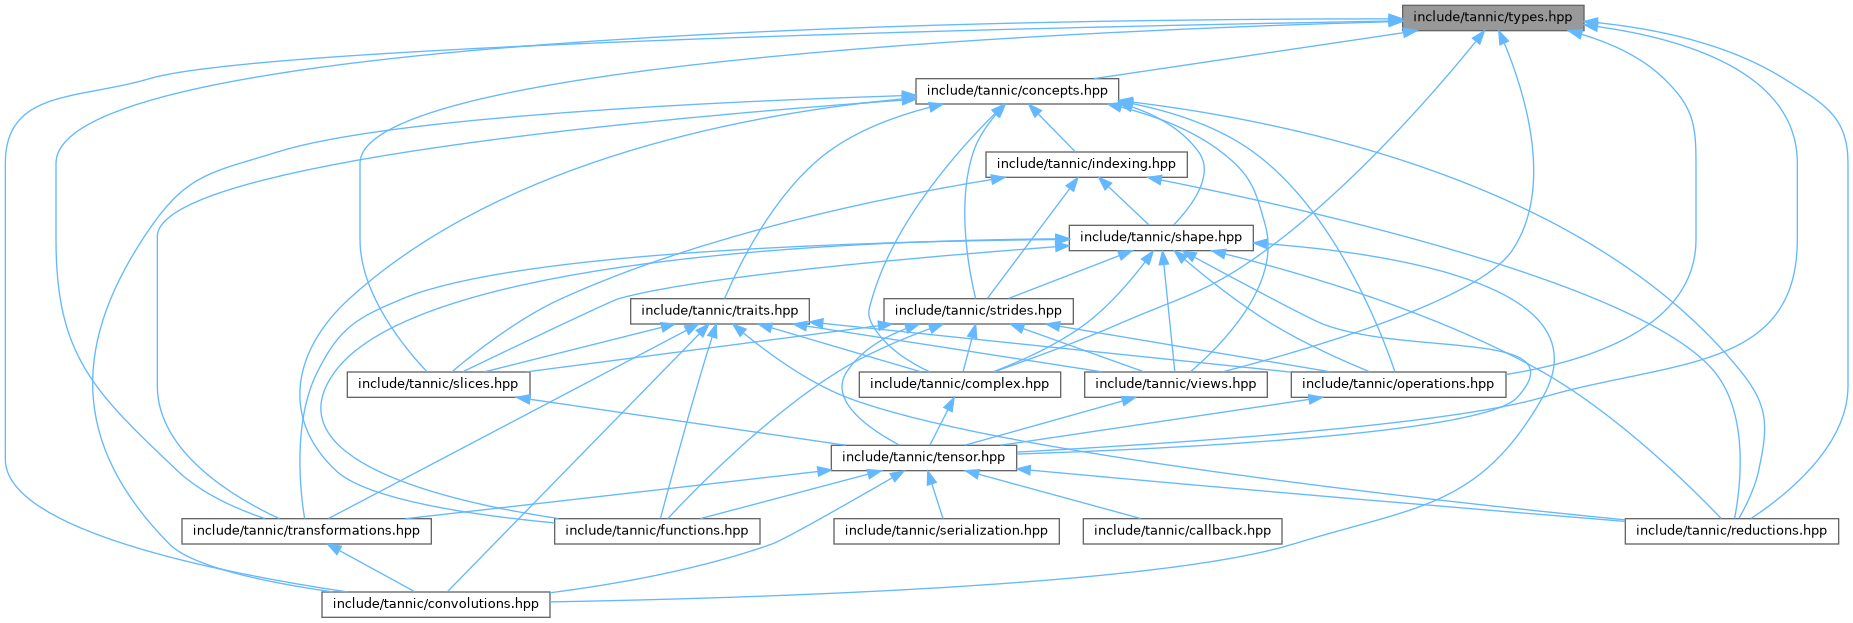 include/tannic/types.hpp
include/tannic/concepts.hpp
include/tannic/indexing.hpp
include/tannic/shape.hpp
include/tannic/traits.hpp
include/tannic/strides.hpp
include/tannic/slices.hpp
include/tannic/complex.hpp
include/tannic/views.hpp
include/tannic/operations.hpp
include/tannic/tensor.hpp
include/tannic/transformations.hpp
include/tannic/functions.hpp
include/tannic/serialization.hpp
include/tannic/callback.hpp
include/tannic/reductions.hpp
include/tannic/convolutions.hpp